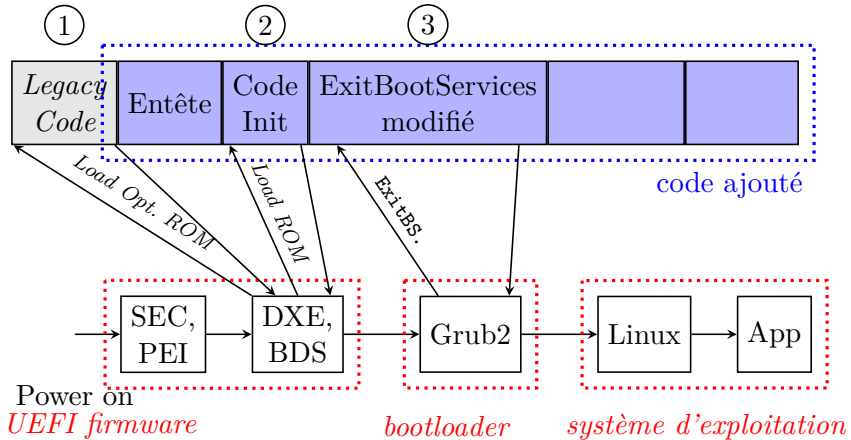 1
2
3
Legacy
Code
Entête
Code
Init
ExitBootServices
modifié
code ajouté
Load Opt. ROM
Load ROM
ExitBS.
SEC,
PEI
DXE,
BDS
Grub2
Linux
App
Power on
UEFI firmware
bootloader
système d'exploitation